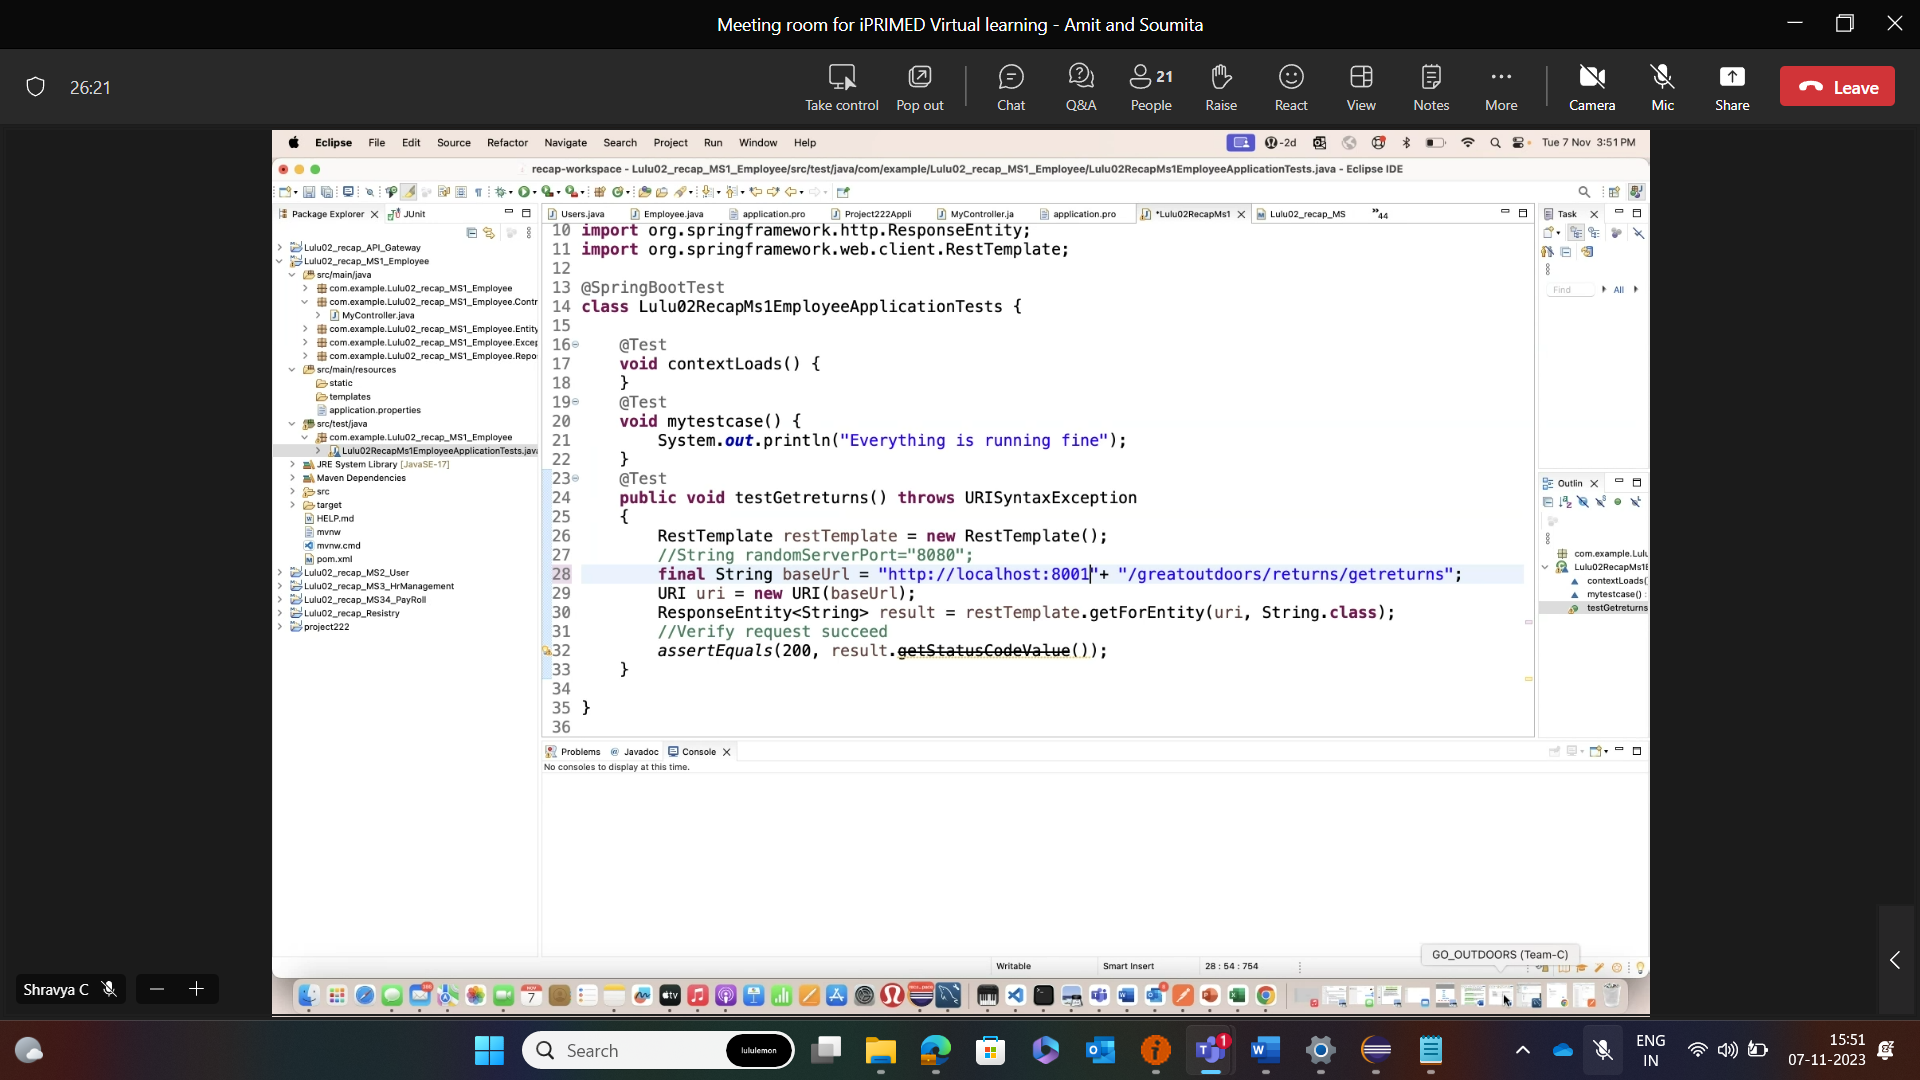 Meeting room for iPRIMED Virtual learning - Amit and Soumita
26:21
Take control
Pop out
Chat
Q&A
21
People
Raise
React
View
Notes
More
Camera
Mic
Share
Leave
Eclipse File Edit Source Refactor Navigate Search Project Run Window Help
-2d
Tue 7 Nov 3:51 PM
recap-workspace - Lulu02_recap_MS1_Employee/src/test/java/com/example/Lulu02_recap_MS1_Employee/Lulu02RecapMs1EmployeeApplicationTests.java - Eclipse IDE
Package Explorer
JUnit
Lulu02_recap_API_Gateway
Lulu02_recap_MS1_Employee
src/main/java
com.example.Lulu02_recap_MS1_Employee
com.example.Lulu02_recap_MS1_Employee.Contr
MyController.java
com.example.Lulu02_recap_MS1_Employee.Entity
com.example.Lulu02_recap_MS1_Employee.Excep
com.example.Lulu02_recap_MS1_Employee.Repo
src/main/resources
static
templates
application.properties
src/test/java
com.example.Lulu02_recap_MS1_Employee
Lulu02RecapMs1EmployeeApplicationTests.java
JRE System Library [JavaSE-17]
Maven Dependencies
src
target
HELP.md
mvnw
mvnw.cmd
pom.xml
Lulu02_recap_MS2_User
Lulu02_recap_MS3_HrManagement
Lulu02_recap_MS34_PayRoll
Lulu02_recap_Registry
project222
Users.java
Employee.java
application.pro
Project222Appli
MyController.ja
application.pro
*Lulu02RecapMs1
Lulu02_recap_MS
»44
10 import org.springframework.http.ResponseEntity;
11 import org.springframework.web.client.RestTemplate;
12
13 @SpringBootTest
14 class Lulu02RecapMs1EmployeeApplicationTests {
15
16 @Test
17 void contextLoads() {
18 }
19 @Test
20 void mytestcase() {
21 System.out.println("Everything is running fine");
22 }
23 @Test
24 public void testGetreturns() throws URISyntaxException
25 {
26 RestTemplate restTemplate = new RestTemplate();
27 //String randomServerPort="8080";
28 final String baseUrl = "http://localhost:8001"+ "/greatoutdoors/returns/getreturns";
29 URI uri = new URI(baseUrl);
30 ResponseEntity<String> result = restTemplate.getForEntity(uri, String.class);
31 //Verify request succeed
32 assertEquals(200, result.getStatusCodeValue());
33 }
34
35 }
36
Task
Find
All
Outlin
com.example.Lulu
Lulu02RecapMs1E
contextLoads(
mytestcase() :
testGetreturns
Problems
@ Javadoc
Console
No consoles to display at this time.
Writable
Smart Insert
28 : 54 : 754
GO_OUTDOORS (Team-C)
Shravya C
Search
lululemon
1
ENG
IN
15:51
07-11-2023